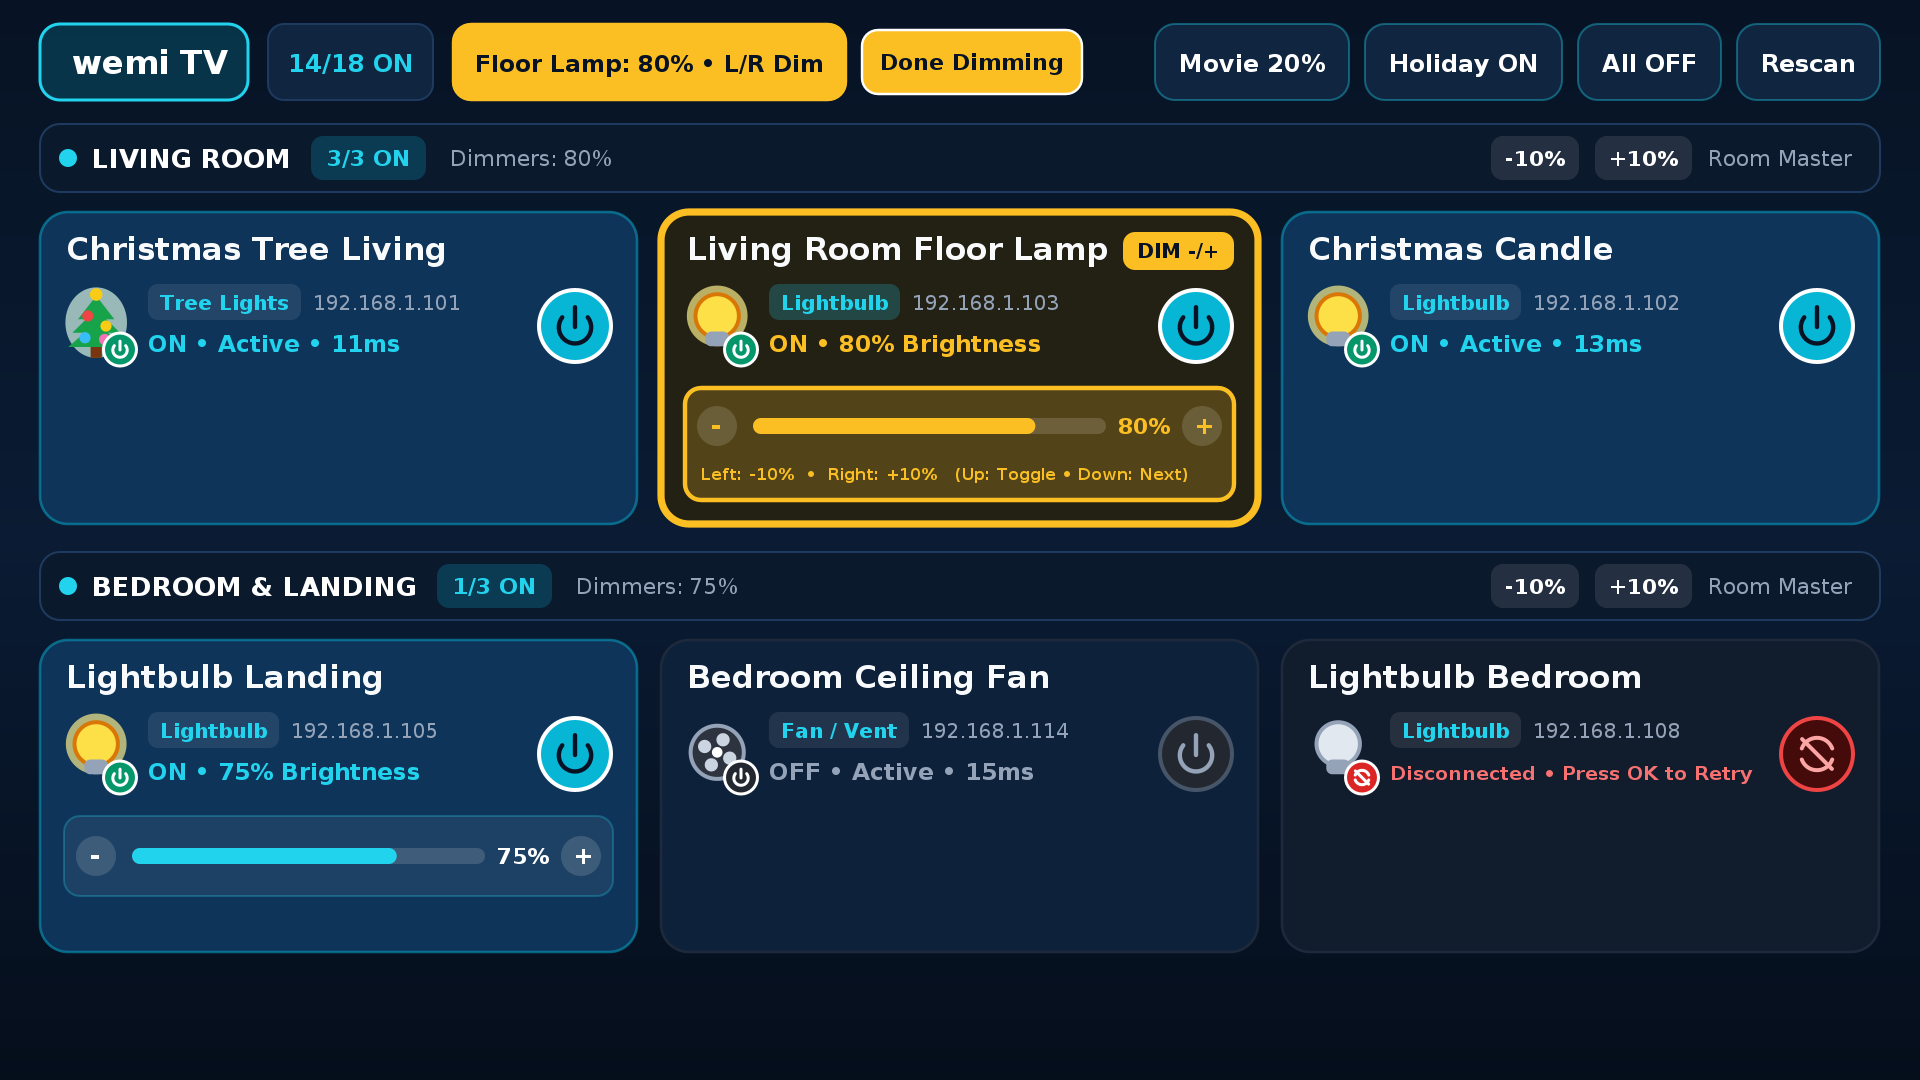 wemi TV
14/18 ON
Floor Lamp: 80% • L/R Dim
Done Dimming
Movie 20%
Holiday ON
All OFF
Rescan
LIVING ROOM
3/3 ON
Dimmers: 80%
-10%
+10%
Room Master
Christmas Tree Living
Tree Lights
192.168.1.101
ON • Active • 11ms
Living Room Floor Lamp
DIM -/+
Lightbulb
192.168.1.103
ON • 80% Brightness
-
80%
+
Left: -10% • Right: +10% (Up: Toggle • Down: Next)
Christmas Candle
Lightbulb
192.168.1.102
ON • Active • 13ms
BEDROOM & LANDING
1/3 ON
Dimmers: 75%
-10%
+10%
Room Master
Lightbulb Landing
Lightbulb
192.168.1.105
ON • 75% Brightness
-
75%
+
Bedroom Ceiling Fan
Fan / Vent
192.168.1.114
OFF • Active • 15ms
Lightbulb Bedroom
Lightbulb
192.168.1.108
Disconnected • Press OK to Retry